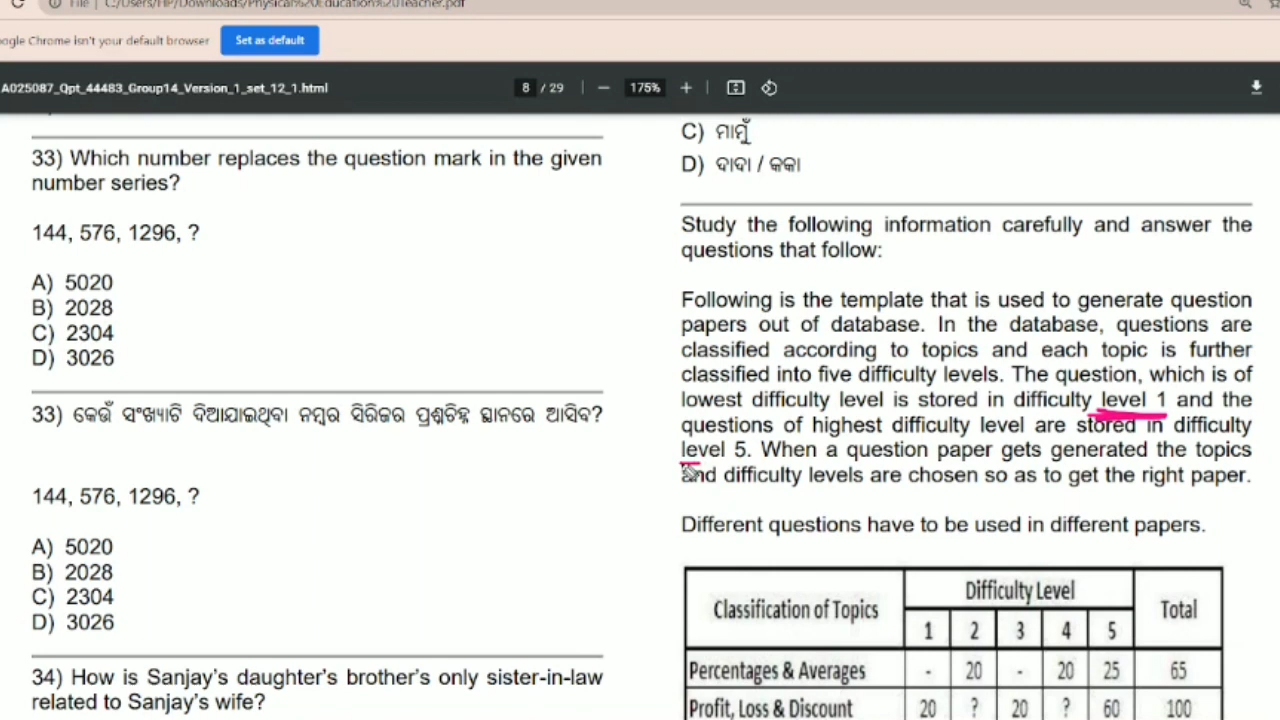 File | C:/Users/HP/Downloads/Physical%20Education%20Teacher.pdf
ogle Chrome isn't your default browser Set as default
A025087_Qpt_44483_Group14_Version_1_set_12_1.html 8 / 29 175%
33) Which number replaces the question mark in the given
number series?
144, 576, 1296, ?
A) 5020
B) 2028
C) 2304
D) 3026
33) କେଉଁ ସଂଖ୍ୟାଟି ଦିଆଯାଇଥିବା ନମ୍ବର ସିରିଜର ପ୍ରଶ୍ନଚିହ୍ନ ସ୍ଥାନରେ ଆସିବ?
144, 576, 1296, ?
A) 5020
B) 2028
C) 2304
D) 3026
34) How is Sanjay's daughter's brother's only sister-in-law
related to Sanjay's wife?
C) ମାମୁଁ
D) ଦାଦା / କକା
Study the following information carefully and answer the
questions that follow:
Following is the template that is used to generate question
papers out of database. In the database, questions are
classified according to topics and each topic is further
classified into five difficulty levels. The question, which is of
lowest difficulty level is stored in difficulty level 1 and the
questions of highest difficulty level are stored in difficulty
level 5. When a question paper gets generated the topics
and difficulty levels are chosen so as to get the right paper.
Different questions have to be used in different papers.
Classification of Topics Difficulty Level Total
1 2 3 4 5
Percentages & Averages - 20 - 20 25 65
Profit, Loss & Discount 20 ? 20 ? 60 100